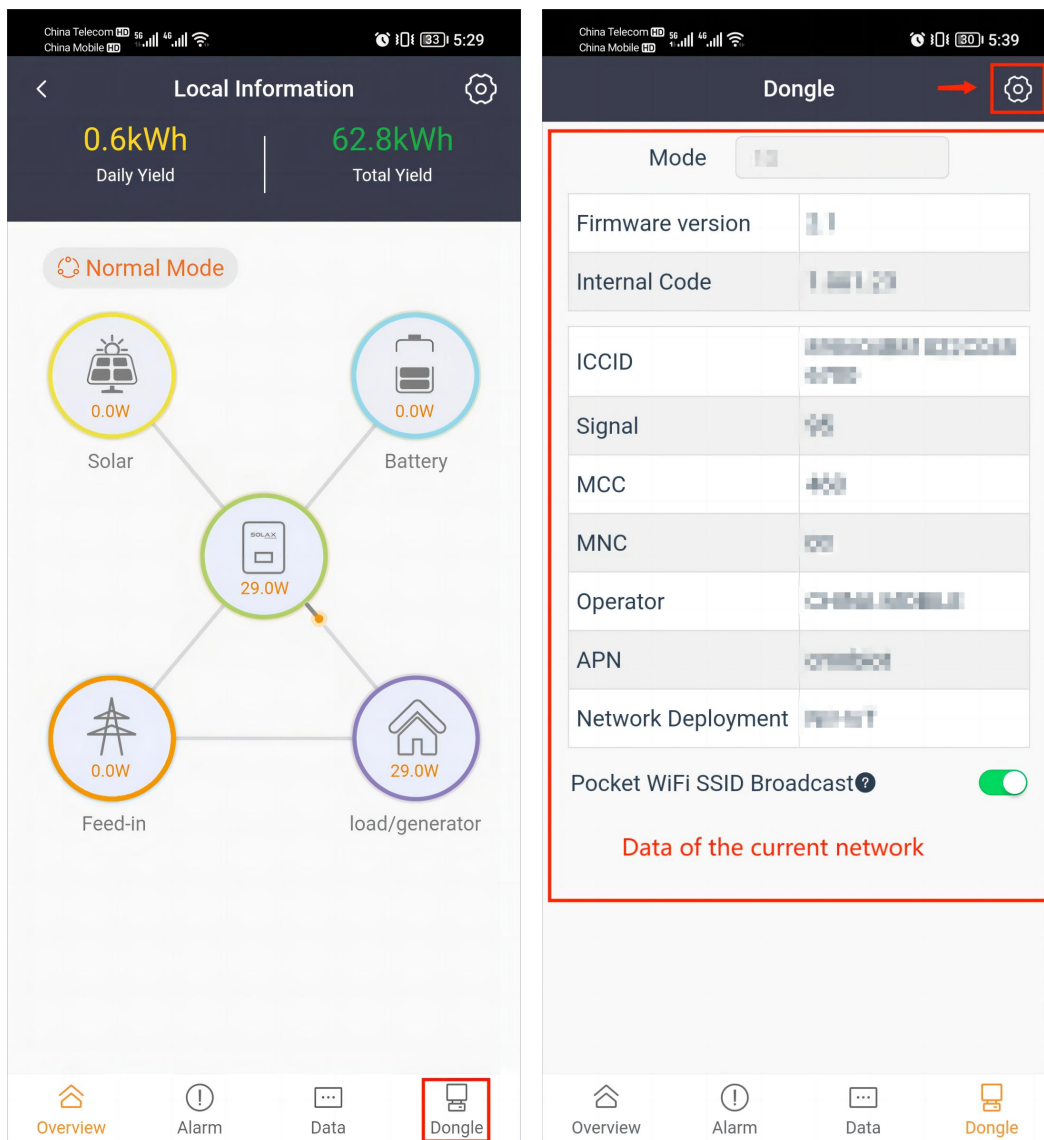 China Telecom HD 5G 4G 33 5:29
China Mobile HD
Local Information
0.6kWh
62.8kWh
Daily Yield
Total Yield
Normal Mode
0.0W
0.0W
Solar
Battery
SOLAX
29.0W
0.0W
29.0W
Feed-in
load/generator
Overview
Alarm
Data
Dongle
China Telecom HD 5G 4G 30 5:39
China Mobile HD
Dongle
Mode
Firmware version
Internal Code
ICCID
Signal
MCC
MNC
Operator
APN
Network Deployment
Pocket WiFi SSID Broadcast?
Data of the current network
Overview
Alarm
Data
Dongle